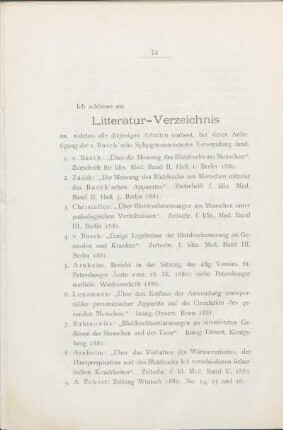 74
Ich schliesse ein
Litteratur-Verzeichnis
an, welches alle diejenigen Arbeiten umfasst, bei deren Anfer-
tigung der v. Basch'sche Sphygmomanometer Verwendung fand.
1. v. Basch: „Über die Messung des Blutdrucks am Menschen“.
Zeitschrift für klin. Med. Band II, Heft 1. Berlin 1880.
2. Zadek: „Die Messung des Blutdrucks am Menschen mittelst
des Basch'schen Apparates“. Zeitschrift f. klin. Med.
Band II, Heft 3, Berlin 1881.
3. Christeller: „Über Blutdruckmessungen am Menschen unter
pathologischen Verhältnissen“. Zeitschr. f. klin. Med. Band
III, Berlin 1881.
4. v. Basch: „Einige Ergebnisse der Blutdruckmessung an Ge-
sunden und Kranken“. Zeitschr. f. klin. Med. Band III.
Berlin 1881.
5. Arnheim, Bericht in der Sitzung des allg. Vereins St.
Petersburger Ärzte vom 16. IX. 1880; siehe Petersburger
medicin. Wochenschrift 1880.
6. Lenzmann: „Über den Einfluss der Anwendung transpor-
tabler pneumatischer Apparate auf die Circulation des ge-
sunden Menschen.“ Inaug.-Dissert. Bonn 1881.
7. Rabinowitz: „Blutdruckbestimmungen an unverletzten Ge-
fässen des Menschen und der Tiere“. Inaug.-Dissert. Königs-
berg 1881.
8. Arnheim: „Über das Verhalten des Wärmeverlustes, der
Hautperspiration und des Blutdrucks bei verschiedenen fieber-
haften Krankheiten“. Zeitschr. f. kl. Med. Band V, 1882.
9. A. Eckert: Zeitung Wratsch 1882. No. 14, 15 und 16.